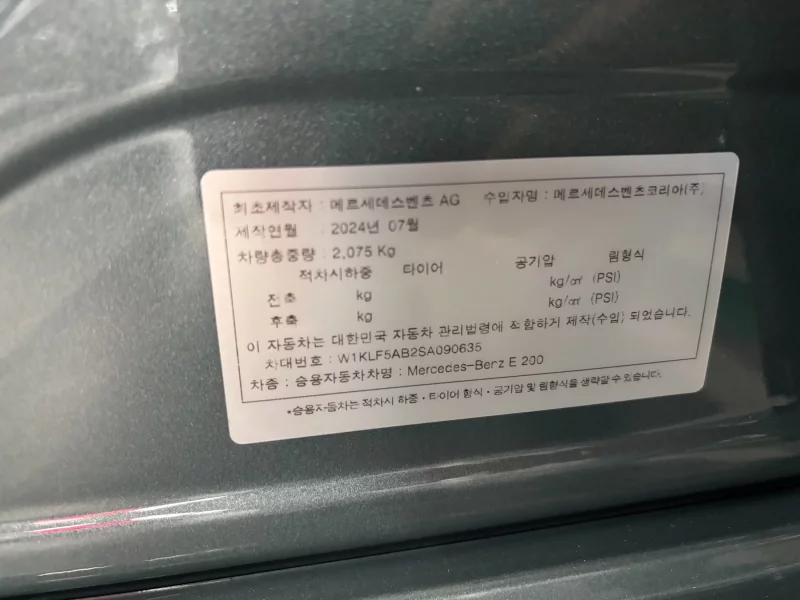 최초제작자 : 메르세데스벤츠 AG 수입자명 : 메르세데스벤츠코리아(주)
제작연월 : 2024년 07월
차량총중량 : 2,075 Kg
적차시하중 타이어 공기압 림형식
전축 kg kg/㎠ (PSI)
후축 kg kg/㎠ (PSI)
이 자동차는 대한민국 자동차 관리법령에 적합하게 제작(수입) 되었습니다.
차대번호 : W1KLF5AB2SA090635
차종 : 승용자동차차명 : Mercedes-Benz E 200
*승용자동차는 적차시 하중·타이어 형식·공기압 및 림형식을 생략할 수 있습니다.